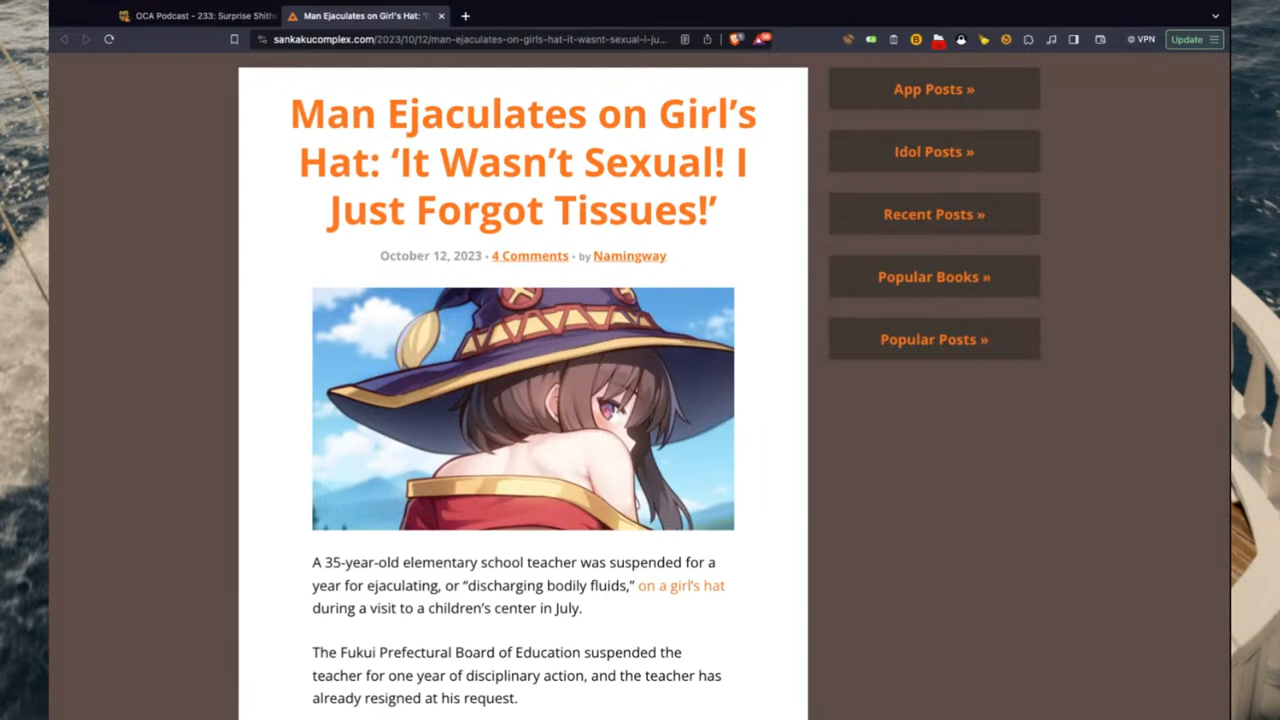 OCA Podcast - 233: Surprise Shith
Man Ejaculates on Girl's Hat: 'I
sankakucomplex.com/2023/10/12/man-ejaculates-on-girls-hat-it-wasnt-sexual-i-ju...
VPN
Update
Man Ejaculates on Girl’s
Hat: ‘It Wasn’t Sexual! I
Just Forgot Tissues!’
October 12, 2023 · 4 Comments · by Namingway
A 35-year-old elementary school teacher was suspended for a
year for ejaculating, or “discharging bodily fluids,” on a girl’s hat
during a visit to a children’s center in July.
The Fukui Prefectural Board of Education suspended the
teacher for one year of disciplinary action, and the teacher has
already resigned at his request.
App Posts »
Idol Posts »
Recent Posts »
Popular Books »
Popular Posts »